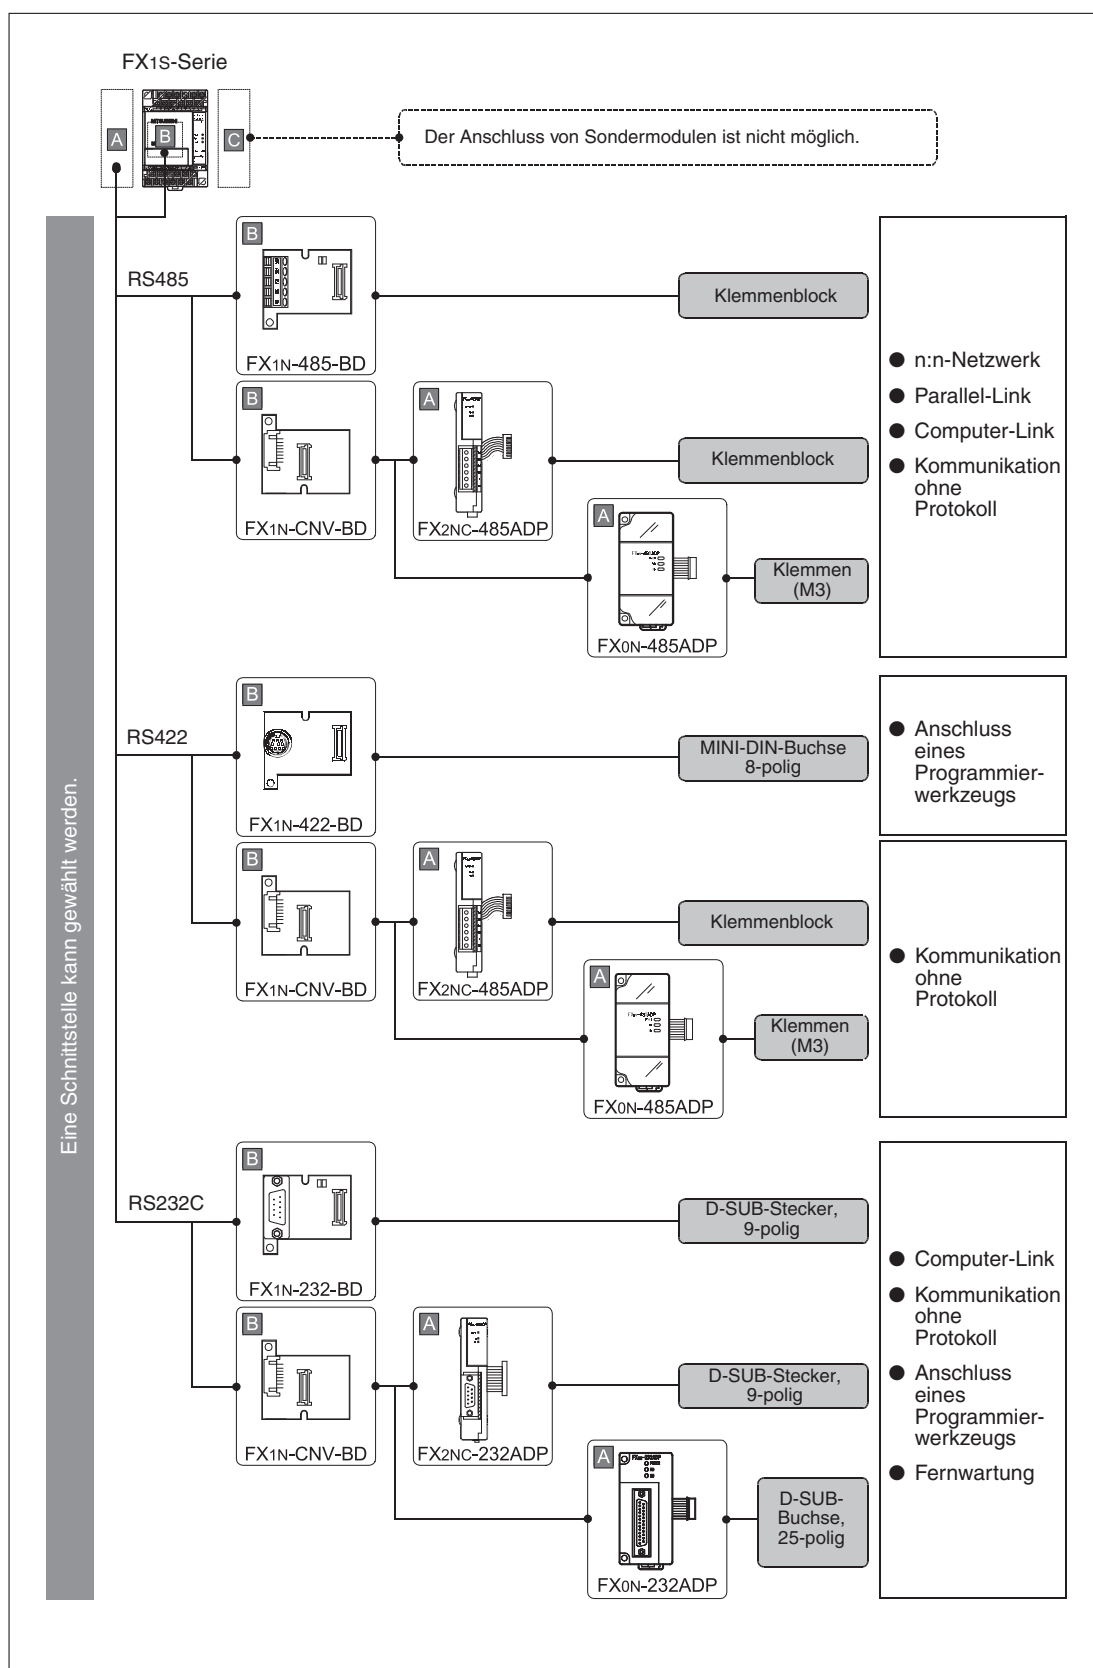 FX1S-Serie
A
B
C
Der Anschluss von Sondermodulen ist nicht möglich.
Eine Schnittstelle kann gewählt werden.
RS485
B
FX1N-485-BD
Klemmenblock
B
FX1N-CNV-BD
A
FX2NC-485ADP
Klemmenblock
A
FX0N-485ADP
Klemmen
(M3)
● n:n-Netzwerk
● Parallel-Link
● Computer-Link
● Kommunikation
ohne
Protokoll
RS422
B
FX1N-422-BD
MINI-DIN-Buchse
8-polig
● Anschluss
eines
Programmier-
werkzeugs
B
FX1N-CNV-BD
A
FX2NC-485ADP
Klemmenblock
A
FX0N-485ADP
Klemmen
(M3)
● Kommunikation
ohne
Protokoll
RS232C
B
FX1N-232-BD
D-SUB-Stecker,
9-polig
B
FX1N-CNV-BD
A
FX2NC-232ADP
D-SUB-Stecker,
9-polig
A
FX0N-232ADP
D-SUB-
Buchse,
25-polig
● Computer-Link
● Kommunikation
ohne
Protokoll
● Anschluss
eines
Programmier-
werkzeugs
● Fernwartung